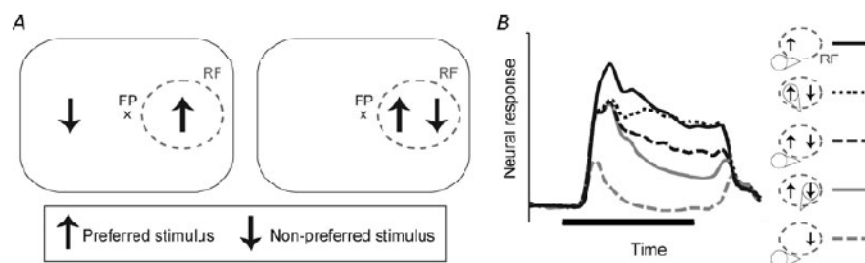 A
RF
FP
x
RF
FP
x
Preferred stimulus
Non-preferred stimulus
B
Neural response
Time
RF